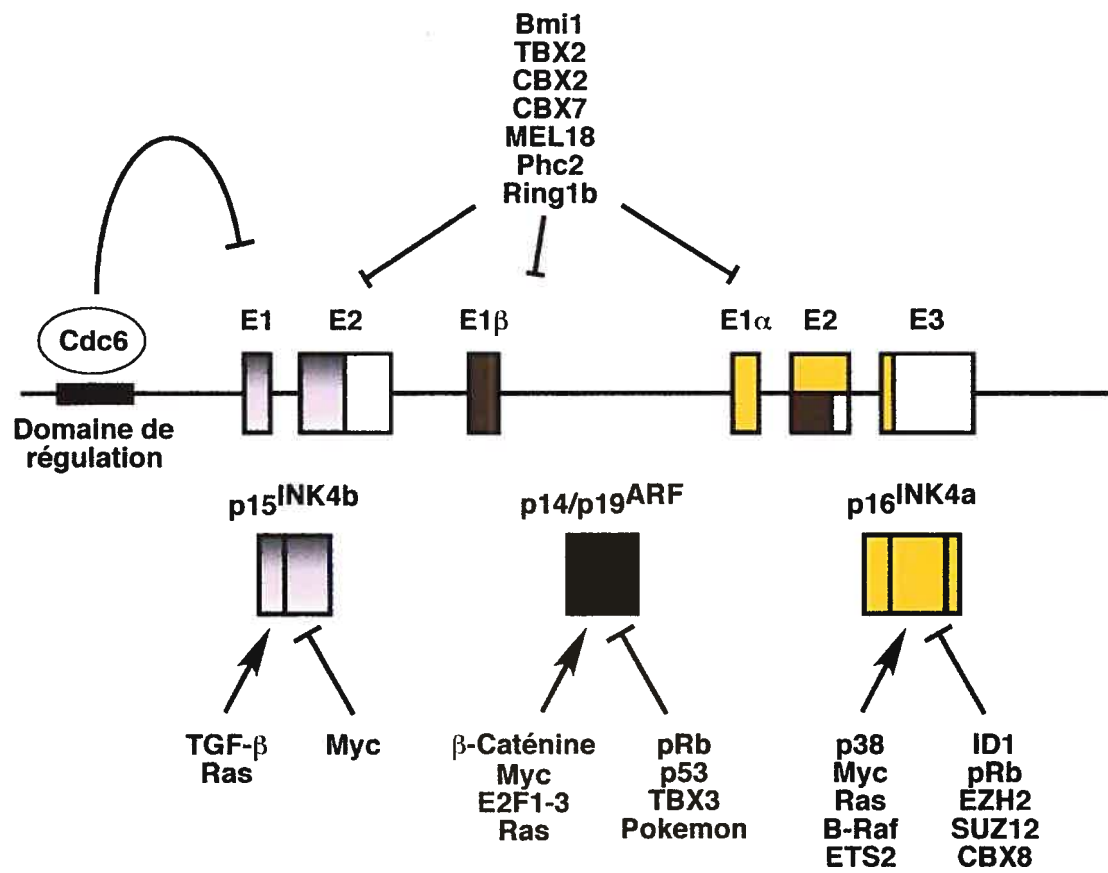 Bmi1
TBX2
CBX2
CBX7
MEL18
Phc2
Ring1b
E1 E2 E1β E1α E2 E3
Cdc6
Domaine de
régulation
p15INK4b p14/p19ARF p16INK4a
TGF-β Myc β-Caténine pRb p38 ID1
Ras Myc p53 Myc pRb
E2F1-3 TBX3 Ras EZH2
Ras Pokemon B-Raf SUZ12
ETS2 CBX8